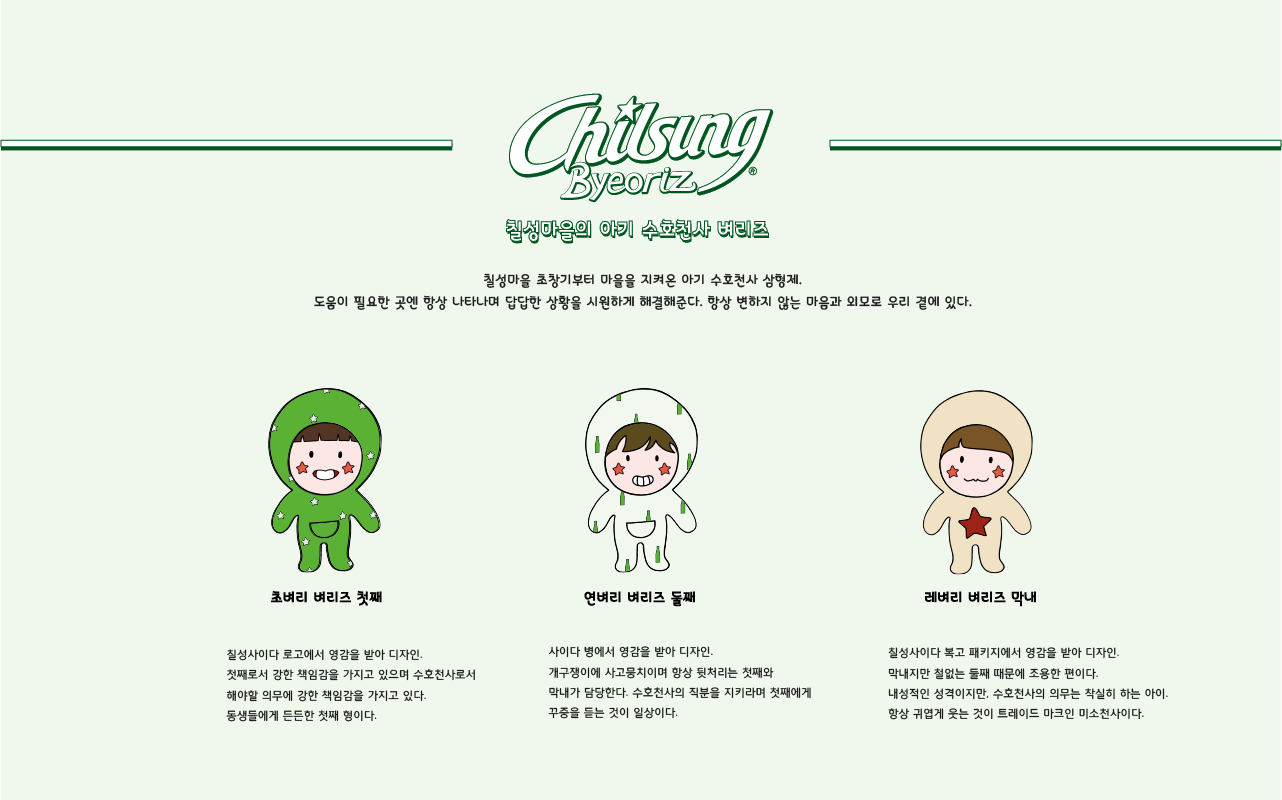 Chilsung
Byeoriz ®
칠성마을의 아기 수호천사 벼리즈
칠성마을 초창기부터 마을을 지켜온 아기 수호천사 삼형제.
도움이 필요한 곳엔 항상 나타나며 답답한 상황을 시원하게 해결해준다. 항상 변하지 않는 마음과 외모로 우리 곁에 있다.
초벼리 벼리즈 첫째
칠성사이다 로고에서 영감을 받아 디자인.
첫째로서 강한 책임감을 가지고 있으며 수호천사로서
해야할 의무에 강한 책임감을 가지고 있다.
동생들에게 든든한 첫째 형이다.
연벼리 벼리즈 둘째
사이다 병에서 영감을 받아 디자인.
개구쟁이에 사고뭉치이며 항상 뒷처리는 첫째와
막내가 담당한다. 수호천사의 직분을 지키라며 첫째에게
꾸중을 듣는 것이 일상이다.
레벼리 벼리즈 막내
칠성사이다 복고 패키지에서 영감을 받아 디자인.
막내지만 철없는 둘째 때문에 조용한 편이다.
내성적인 성격이지만, 수호천사의 의무는 착실히 하는 아이.
항상 귀엽게 웃는 것이 트레이드 마크인 미소천사이다.